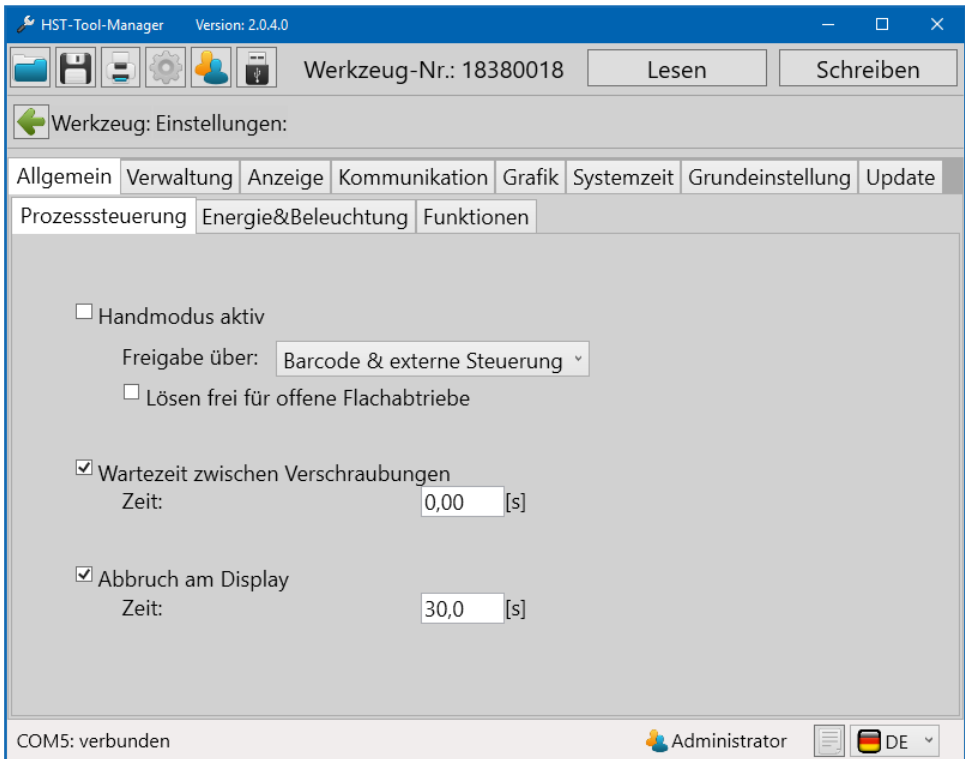 HST-Tool-Manager Version: 2.0.4.0
Werkzeug-Nr.: 18380018 Lesen Schreiben
Werkzeug: Einstellungen:
Allgemein Verwaltung Anzeige Kommunikation Grafik Systemzeit Grundeinstellung Update
Prozesssteuerung Energie&Beleuchtung Funktionen
Handmodus aktiv
Freigabe über: Barcode & externe Steuerung
Lösen frei für offene Flachabtriebe
Wartezeit zwischen Verschraubungen
Zeit: 0,00 [s]
Abbruch am Display
Zeit: 30,0 [s]
COM5: verbunden Administrator DE